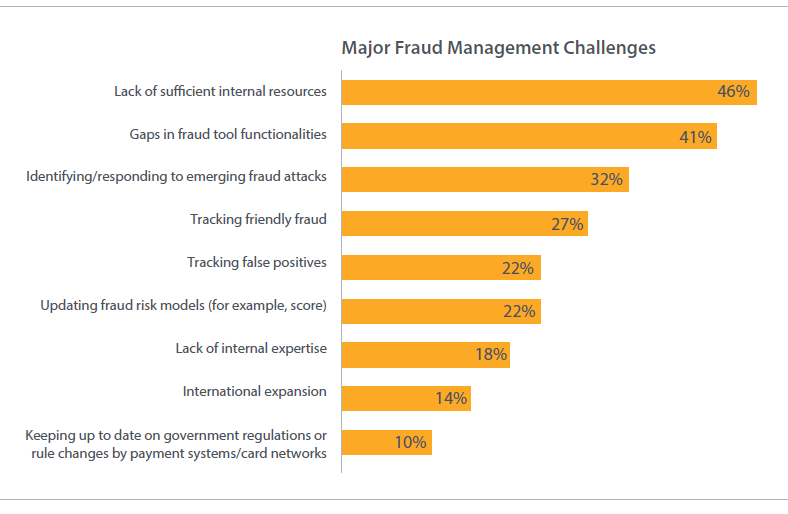 Major Fraud Management Challenges
Lack of sufficient internal resources 46%
Gaps in fraud tool functionalities 41%
Identifying/responding to emerging fraud attacks 32%
Tracking friendly fraud 27%
Tracking false positives 22%
Updating fraud risk models (for example, score) 22%
Lack of internal expertise 18%
International expansion 14%
Keeping up to date on government regulations or
rule changes by payment systems/card networks 10%